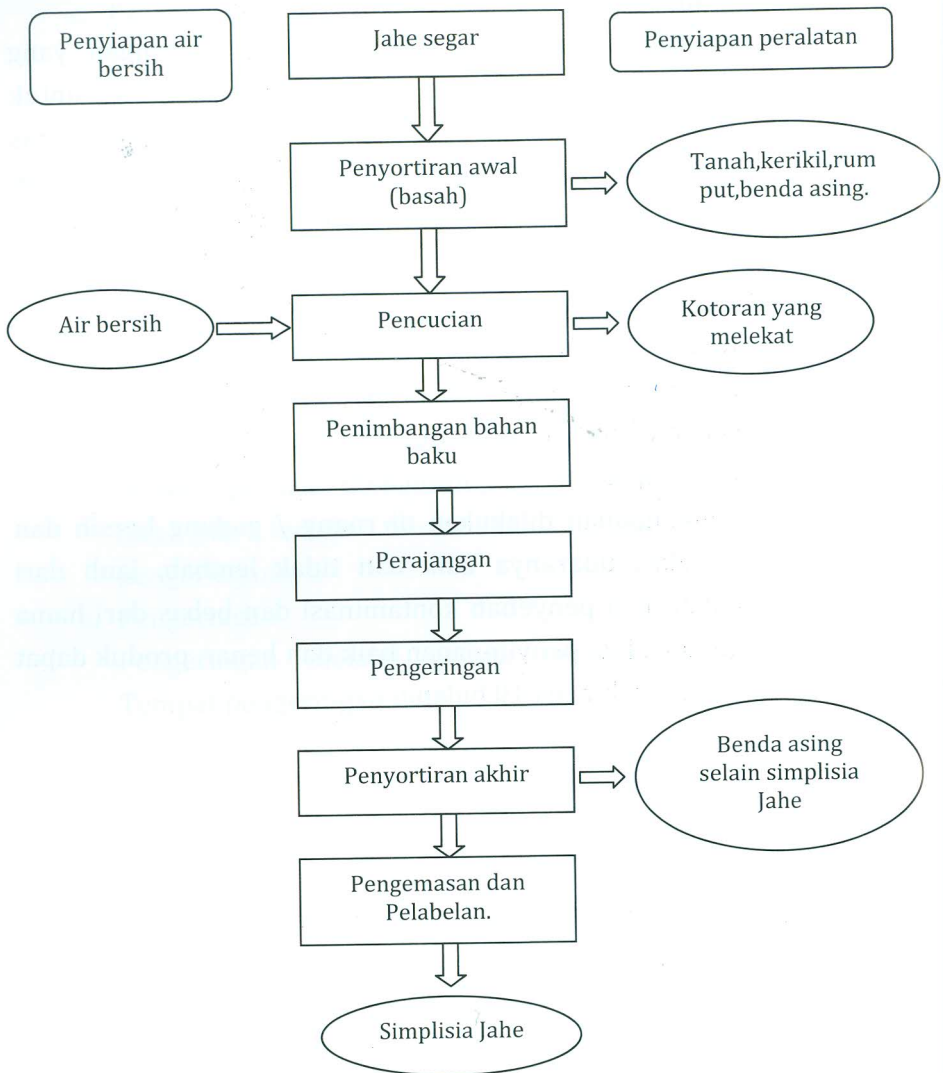 Penyiapan air
bersih
Jahe segar
Penyiapan peralatan
Penyortiran awal
(basah)
Tanah,kerikil,rum
put,benda asing.
Air bersih
Pencucian
Kotoran yang
melekat
Penimbangan bahan
baku
Perajangan
Pengeringan
Penyortiran akhir
Benda asing
selain simplisia
Jahe
Pengemasan dan
Pelabelan.
Simplisia Jahe